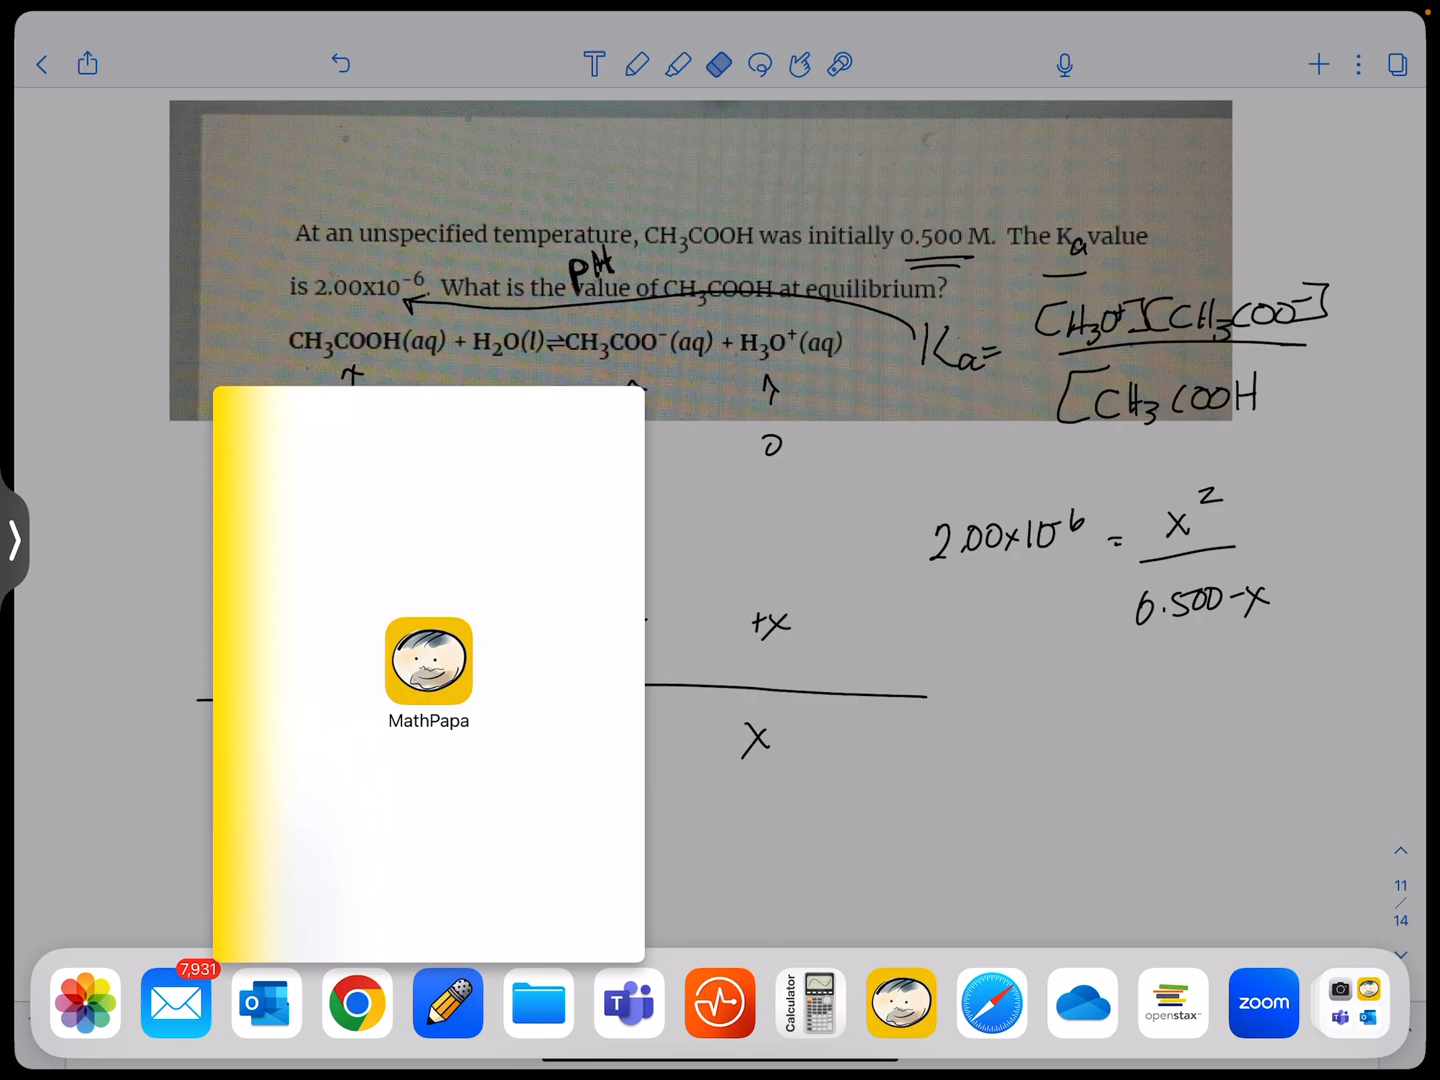 At an unspecified temperature, CH₃COOH was initially 0.500 M. The Kₐ value
pH
is 2.00x10⁻⁶. What is the value of CH₃COOH at equilibrium?
CH₃COOH(aq) + H₂O(l)⇌CH₃COO⁻(aq) + H₃O⁺(aq)
Kₐ= [H₃O⁺][CH₃COO⁻]
[CH₃COOH
0
2.00x10⁻⁶ = x²
0.500-x
+x
x
MathPapa
11
/
14
7,931
Calculator
openstax™
zoom